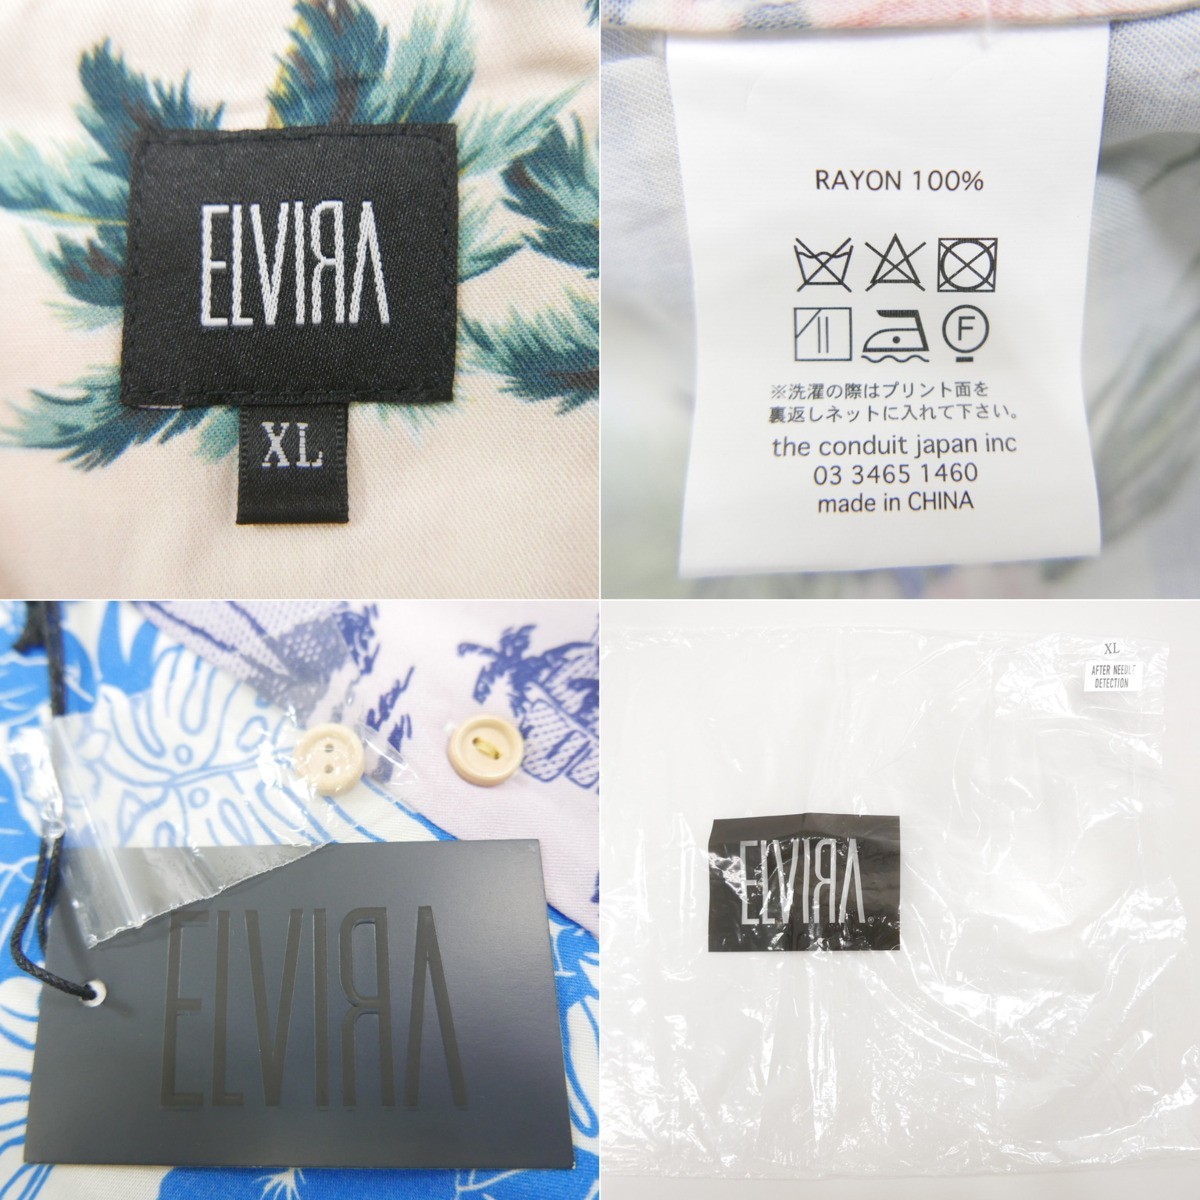 ELVIRA
XL
RAYON 100%
F
※洗濯の際はプリント面を
裏返しネットに入れて下さい。
the conduit japan inc
03 3465 1460
made in CHINA
ELVIRA
XL
AFTER NEEDLE
DETECTION
ELVIRA